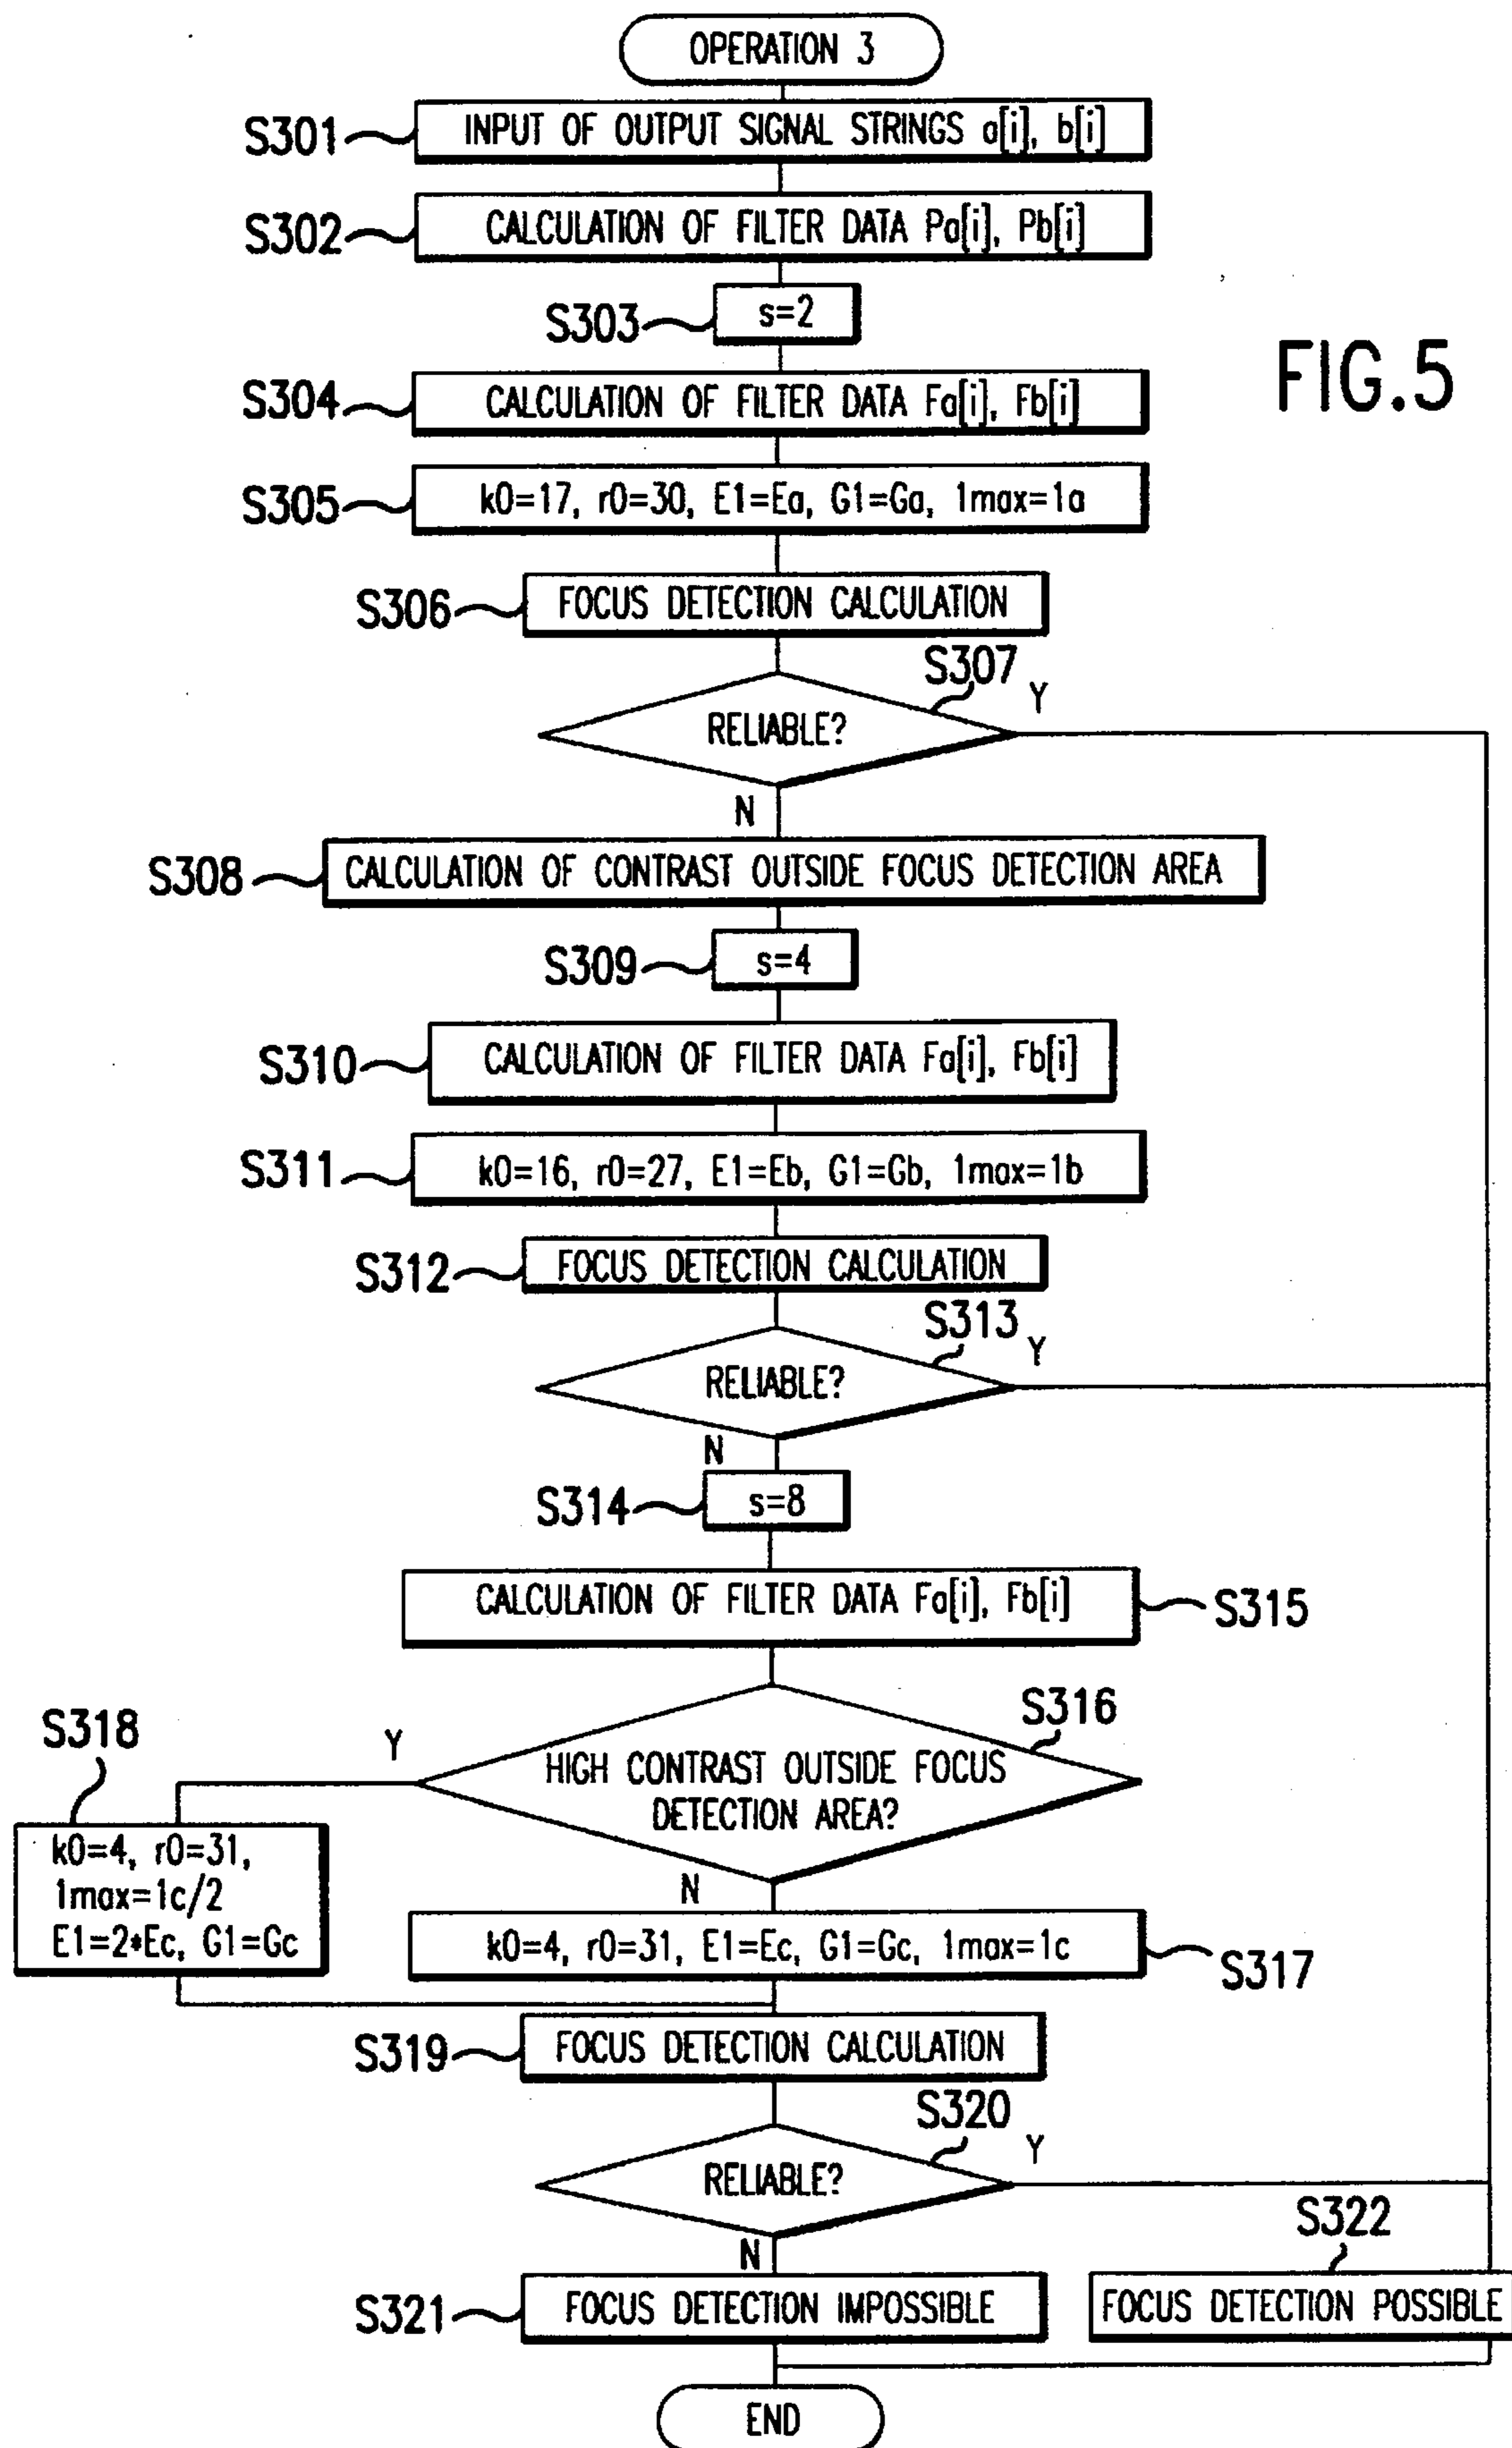 OPERATION 3
S301
INPUT OF OUTPUT SIGNAL STRINGS a[i], b[i]
S302
CALCULATION OF FILTER DATA Pa[i], Pb[i]
S303
s=2
FIG.5
S304
CALCULATION OF FILTER DATA Fa[i], Fb[i]
S305
k0=17, r0=30, E1=Ea, G1=Ga, 1max=1a
S306
FOCUS DETECTION CALCULATION
S307
Y
RELIABLE?
N
S308
CALCULATION OF CONTRAST OUTSIDE FOCUS DETECTION AREA
S309
s=4
S310
CALCULATION OF FILTER DATA Fa[i], Fb[i]
S311
k0=16, r0=27, E1=Eb, G1=Gb, 1max=1b
S312
FOCUS DETECTION CALCULATION
S313
Y
RELIABLE?
N
S314
s=8
CALCULATION OF FILTER DATA Fa[i], Fb[i]
S315
S316
S318
Y
HIGH CONTRAST OUTSIDE FOCUS
DETECTION AREA?
k0=4, r0=31,
1max=1c/2
E1=2*Ec, G1=Gc
N
k0=4, r0=31, E1=Ec, G1=Gc, 1max=1c
S317
S319
FOCUS DETECTION CALCULATION
S320
Y
RELIABLE?
N
S322
S321
FOCUS DETECTION IMPOSSIBLE
FOCUS DETECTION POSSIBLE
END